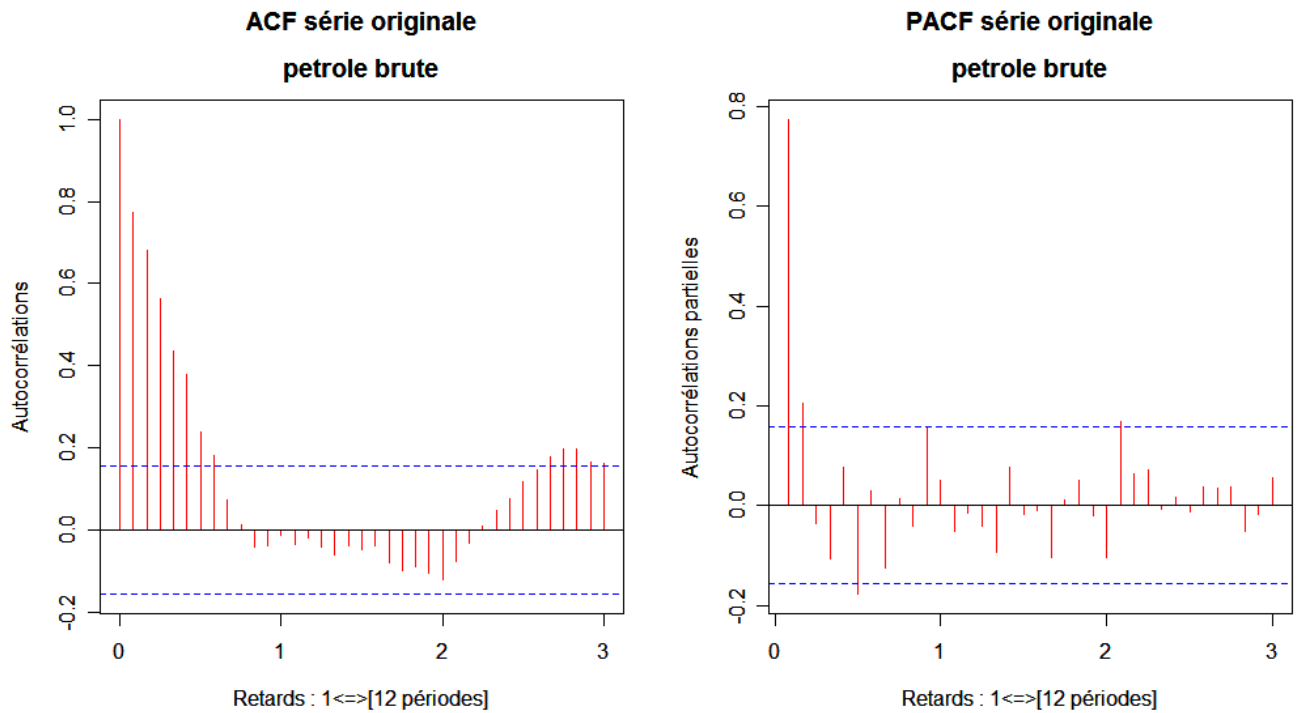 ACF série originale
petrole brute
Autocorrélations
1.0
0.8
0.6
0.4
0.2
0.0
-0.2
0
1
2
3
Retards : 1<=>[12 périodes]
PACF série originale
petrole brute
Autocorrélations partielles
0.8
0.6
0.4
0.2
0.0
-0.2
0
1
2
3
Retards : 1<=>[12 périodes]